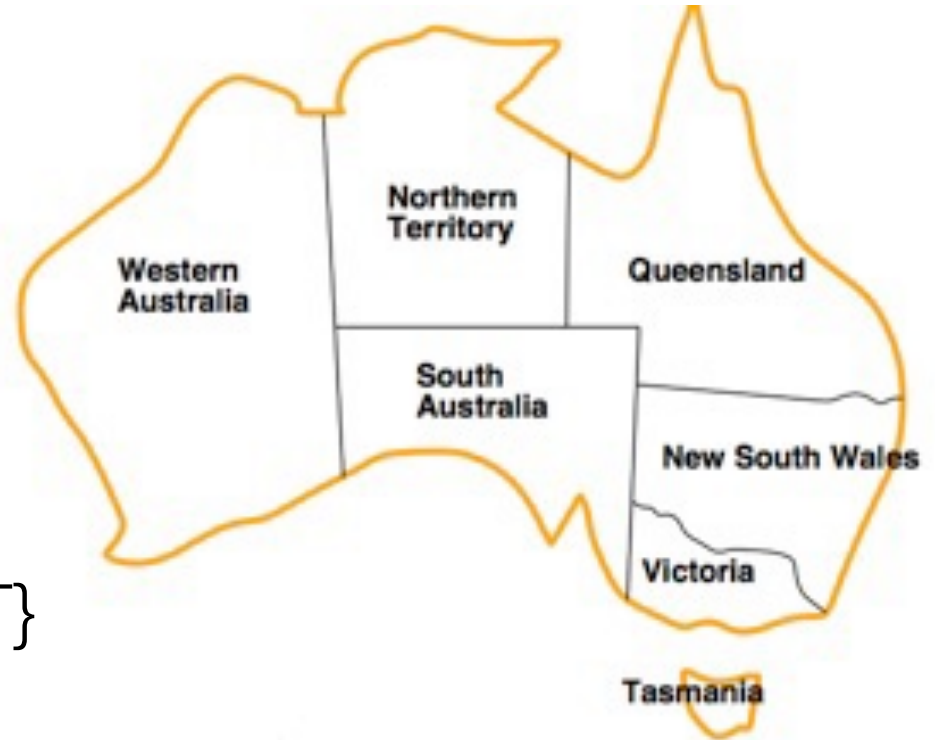 Northern
Territory
Western
Australia
Queensland
South
Australia
New South Wales
Victoria
}
Tasmania